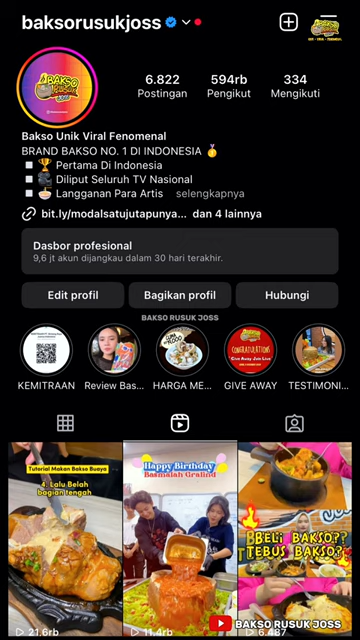 baksorusukjoss
BAKSO
RUSUK
JOSS
6.822
594rb
334
Postingan
Pengikut
Mengikuti
Bakso Unik Viral Fenomenal
BRAND BAKSO NO. 1 DI INDONESIA
Pertama Di Indonesia
Diliput Seluruh TV Nasional
Langganan Para Artis selengkapnya
bit.ly/modalsatujutapunya... dan 4 lainnya
Dasbor profesional
9,6 jt akun dijangkau dalam 30 hari terakhir.
Edit profil
Bagikan profil
Hubungi
BAKSO RUSUK JOSS
CONGRATULATIONS
KEMITRAAN
Review Bas...
HARGA ME...
GIVE AWAY
TESTIMONI...
Tutorial Makan Bakso Buaya
4. Lalu Belah
bagian tengah
21,6rb
Happy Birthday
Basmalah Gralind
11,4rb
BELI BAKSO??
TEBUS BAKSO?
6.487
BAKSO RUSUK JOSS